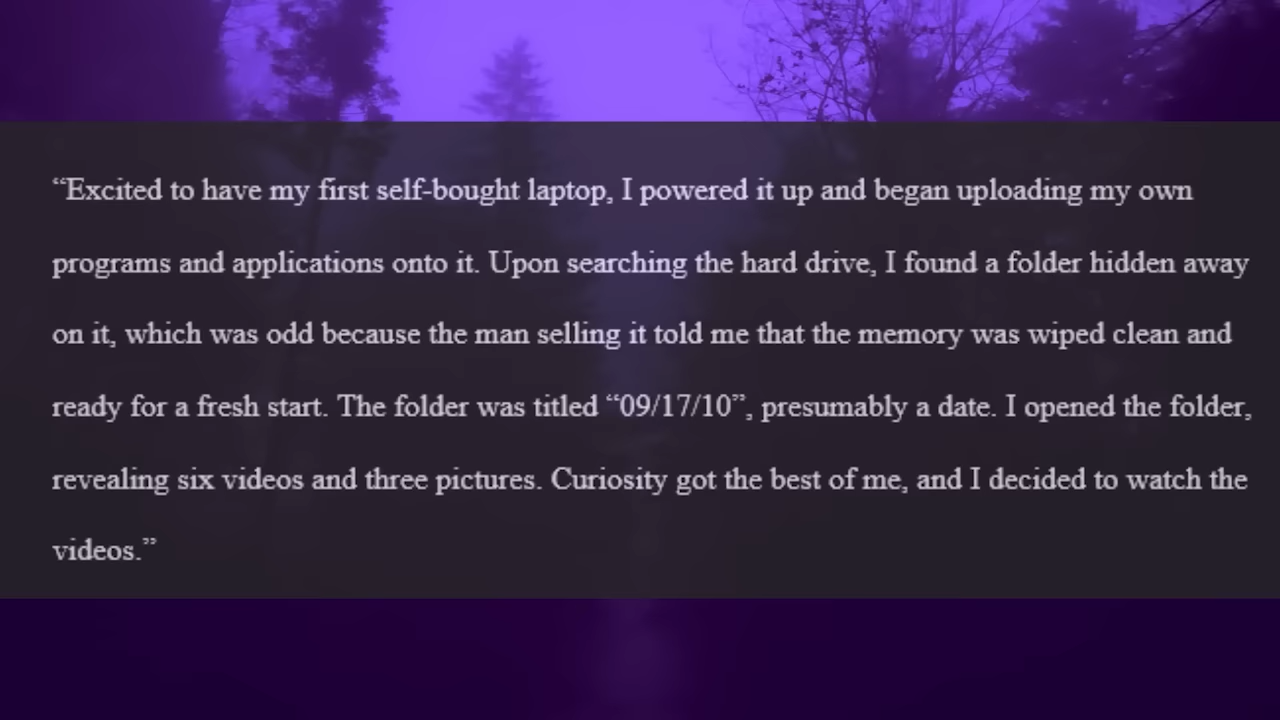 “Excited to have my first self-bought laptop, I powered it up and began uploading my own
programs and applications onto it. Upon searching the hard drive, I found a folder hidden away
on it, which was odd because the man selling it told me that the memory was wiped clean and
ready for a fresh start. The folder was titled “09/17/10”, presumably a date. I opened the folder,
revealing six videos and three pictures. Curiosity got the best of me, and I decided to watch the
videos.”